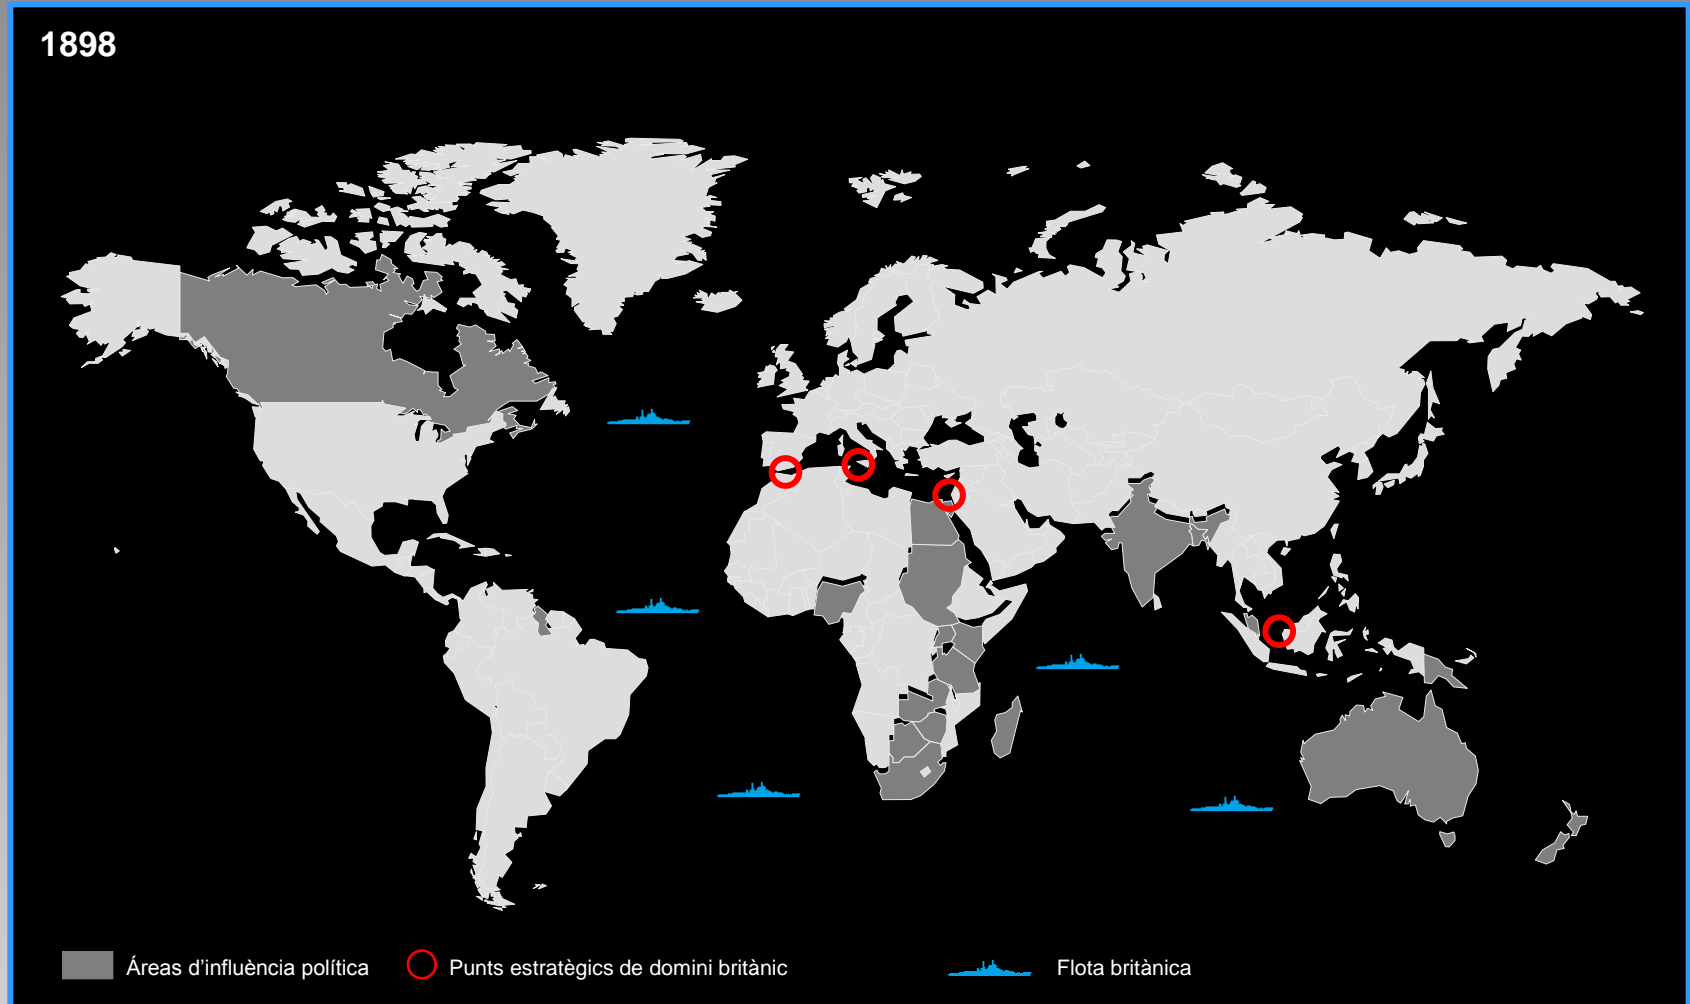 1898
Áreas d’influència política
Punts estratègics de domini britànic
Flota britànica